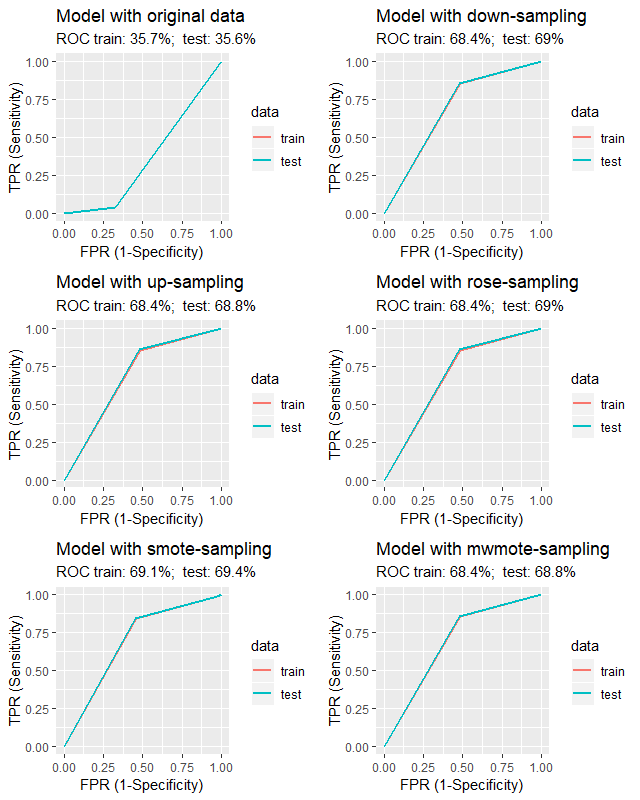 Model with original data
ROC train: 35.7%;  test: 35.6%
TPR (Sensitivity)
1.00
0.75
0.50
0.25
0.00
0.00 0.25 0.50 0.75 1.00
FPR (1-Specificity)
data
train
test
Model with down-sampling
ROC train: 68.4%;  test: 69%
TPR (Sensitivity)
1.00
0.75
0.50
0.25
0.00
0.00 0.25 0.50 0.75 1.00
FPR (1-Specificity)
data
train
test
Model with up-sampling
ROC train: 68.4%;  test: 68.8%
TPR (Sensitivity)
1.00
0.75
0.50
0.25
0.00
0.00 0.25 0.50 0.75 1.00
FPR (1-Specificity)
data
train
test
Model with rose-sampling
ROC train: 68.4%;  test: 69%
TPR (Sensitivity)
1.00
0.75
0.50
0.25
0.00
0.00 0.25 0.50 0.75 1.00
FPR (1-Specificity)
data
train
test
Model with smote-sampling
ROC train: 69.1%;  test: 69.4%
TPR (Sensitivity)
1.00
0.75
0.50
0.25
0.00
0.00 0.25 0.50 0.75 1.00
FPR (1-Specificity)
data
train
test
Model with mwmote-sampling
ROC train: 68.4%;  test: 68.8%
TPR (Sensitivity)
1.00
0.75
0.50
0.25
0.00
0.00 0.25 0.50 0.75 1.00
FPR (1-Specificity)
data
train
test